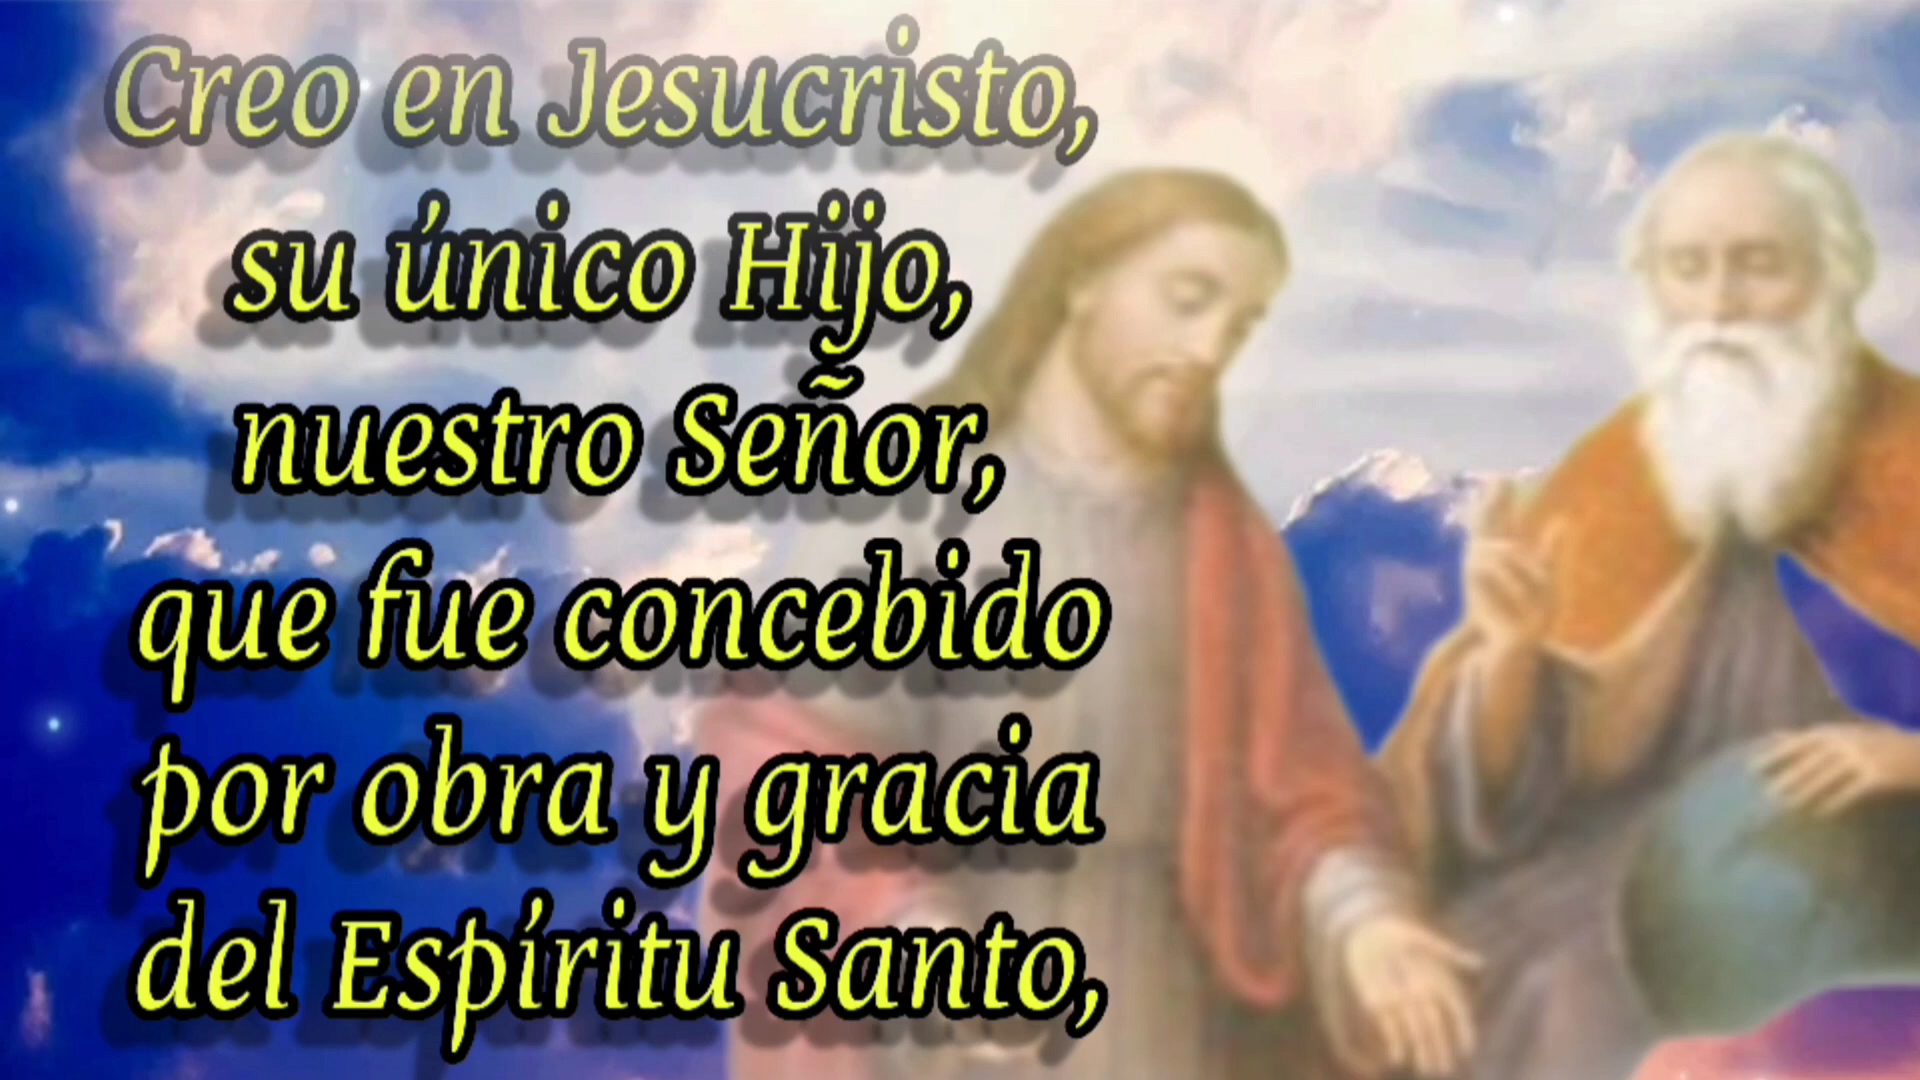 Creo en Jesucristo,
su único Hijo,
nuestro Señor,
que fue concebido
por obra y gracia
del Espíritu Santo,